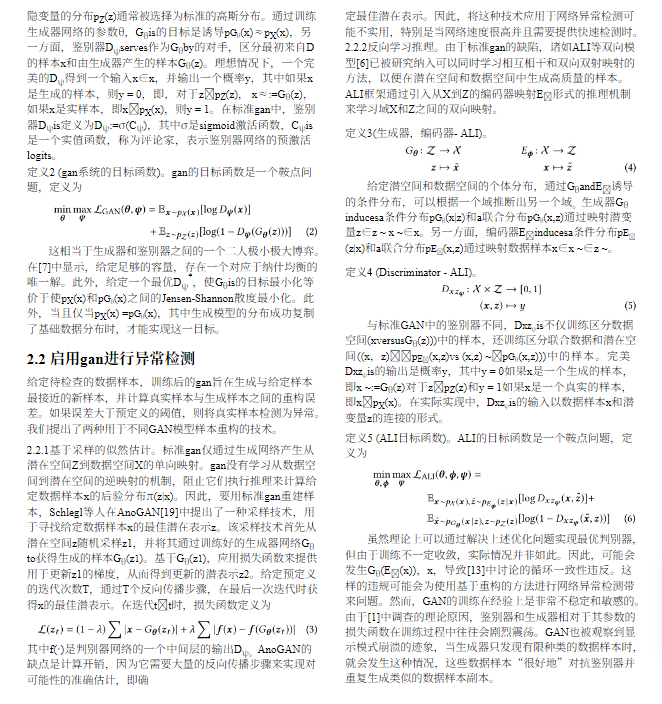 隐变量的分布pZ(z)通常被选择为标准的高斯分布。通过训练
生成器网络的参数θ，Gθis的目标是诱导pGθ(x)≈pX(x)，另
一方面，鉴别器Dψserves作为Gθby的对手，区分最初来自D
的样本x和由生成器产生的样本Gθ(z)。理想情况下，一个完
美的Dψ得到一个输入x∈x，并输出一个概率y，其中如果x
是生成的样本，则y = 0，即，对于z□pZ(z)， x≈:=Gθ(z)，
如果x是实样本，即x□pX(x)，则y = 1。在标准gan中，鉴别
器Dψis定义为Dψ:=σ(Cψ)，其中σ是sigmoid激活函数，Cψis
是一个实值函数，称为评论家，表示鉴别器网络的预激活
logits。
定义2 (gan系统的目标函数)。gan的目标函数是一个鞍点问
题，定义为
min θ max ψ L_GAN(θ, ψ) = E_x∼pX(x)[log Dψ(x)]
+ E_z∼pZ(z)[log(1 − Dψ(Gθ(z)))] (2)
这相当于生成器和鉴别器之间的一个二人极小极大博弈。
在[7]中显示，给定足够的容量，存在一个对应于纳什均衡的
唯一解。此外，给定一个最优Dψ*，使Gθis的目标最小化等
价于使pX(x)和pGθ(x)之间的Jensen-Shannon散度最小化。此
外，当且仅当pX(x) =pGθ(x)，其中生成模型的分布成功复制
了基础数据分布时，才能实现这一目标。
2.2 启用gan进行异常检测
给定待检查的数据样本，训练后的gan旨在生成与给定样本
最接近的新样本，并计算真实样本与生成样本之间的重构误
差。如果误差大于预定义的阈值，则将真实样本检测为异常。
我们提出了两种用于不同GAN模型样本重构的技术。
2.2.1基于采样的似然估计。标准gan仅通过生成网络产生从
潜在空间Z到数据空间X的单向映射。gan没有学习从数据空
间到潜在空间的逆映射的机制，阻止它们执行推理来计算给
定数据样本x的后验分布π(z|x)。因此，要用标准gan重建样
本，Schlegl等人在AnoGAN[19]中提出了一种采样技术，用
于寻找给定数据样本x的最佳潜在表示z。该采样技术首先从
潜在空间z随机采样z1，并将其通过训练好的生成器网络Gθ
to获得生成的样本Gθ(z1)。基于Gθ(z1)，应用损失函数来提供
用于更新z1的梯度，从而得到更新的潜在表示z2。给定预定义
的迭代次数T，通过T个反向传播步骤，在最后一次迭代时获
得x的最佳潜在表示。在迭代t□t时，损失函数定义为
L(zt) = (1 − λ) ∑ |x − Gθ(zt)| + λ ∑ |f(x) − f(Gθ(zt))| (3)
其中f(·)是判别器网络的一个中间层的输出Dψ。AnoGAN的
缺点是计算开销，因为它需要大量的反向传播步骤来实现对
可能性的准确估计，即确
定最佳潜在表示。因此，将这种技术应用于网络异常检测可
能不实用，特别是当网络速度很高并且需要提供快速检测时。
2.2.2反向学习推理。由于标准gan的缺陷，诸如ALI等双向模
型[6]已被研究纳入可以同时学习相互相干和双向双射映射的
方法，以便在潜在空间和数据空间中生成高质量的样本。
ALI框架通过引入从X到Z的编码器映射E□形式的推理机制
来学习域X和Z之间的双向映射。
定义3(生成器，编码器- ALI)。
Gθ : Z → X Eϕ : X → Z
z ↦ x̃ x ↦ z̃ (4)
给定潜空间和数据空间的个体分布，通过GθandE□诱导
的条件分布，可以根据一个域推断出另一个域。生成器Gθ
inducesa条件分布pGθ(x|z)和a联合分布pGθ(x,z)通过映射潜变
量z∈z ~ x ~∈x。另一方面，编码器E□inducesa条件分布pE□
(z|x)和a联合分布pE□(x,z)通过映射数据样本x∈x ~∈z ~。
定义4 (Discriminator - ALI)。
Dxzψ : X × Z → [0, 1]
(x, z) ↦ y (5)
与标准GAN中的鉴别器不同，Dxzψis不仅训练区分数据
空间(xversusGθ(z)))中的样本，还训练区分联合数据和潜在空
间((x，z)□□pE□(x,z)vs (x,z) ~□pGθ(x,z)))中的样本。完美
Dxzψis的输出是概率y，其中y =0如果x是一个生成的样本，
即x ~:=Gθ(z)对于z□pZ(z)和y = 1如果x是一个真实的样本，
即x□pX(x)。在实际实现中，Dxzψis的输入以数据样本x和潜
变量z的连接的形式。
定义5 (ALI目标函数)。ALI的目标函数是一个鞍点问题，定
义为
min θ,ϕ max ψ L_ALI(θ, ϕ, ψ) =
E_x∼pX(x),z̃∼pEϕ(z|x)[log Dxzψ(x, z̃)]+
E_x̃∼pGθ(x|z),z∼pZ(z)[log(1 − Dxzψ(x̃, z))] (6)
虽然理论上可以通过解决上述优化问题实现最优判别器，
但由于训练不一定收敛，实际情况并非如此。因此，可能会
发生Gθ(E□(x))，x，导致[13]中讨论的循环一致性违反。这
样的违规可能会为使用基于重构的方法进行网络异常检测带
来问题。然而，GAN的训练在经验上是非常不稳定和敏感的。
由于[1]中调查的理论原因，鉴别器和生成器相对于其参数的
损失函数在训练过程中往往会剧烈震荡。GAN也被观察到显
示模式崩溃的迹象，当生成器只发现有限种类的数据样本时，
就会发生这种情况，这些数据样本“很好地”对抗鉴别器并
重复生成类似的数据样本副本。